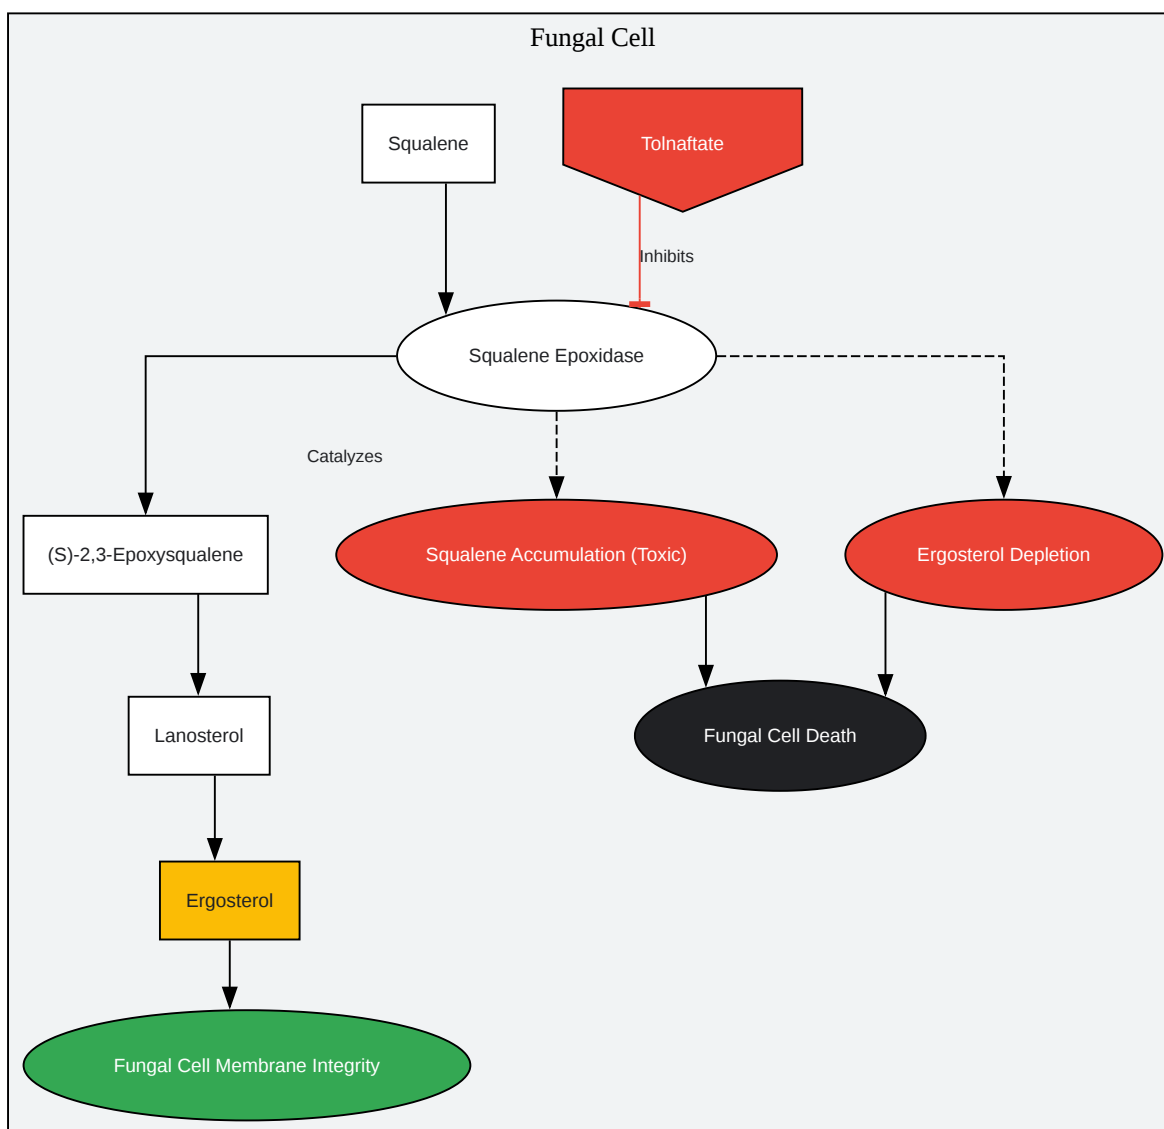 Fungal Cell
Squalene
Tolnaftate
Inhibits
Squalene Epoxidase
Catalyzes
(S)-2,3-Epoxysqualene
Squalene Accumulation (Toxic)
Ergosterol Depletion
Lanosterol
Fungal Cell Death
Ergosterol
Fungal Cell Membrane Integrity